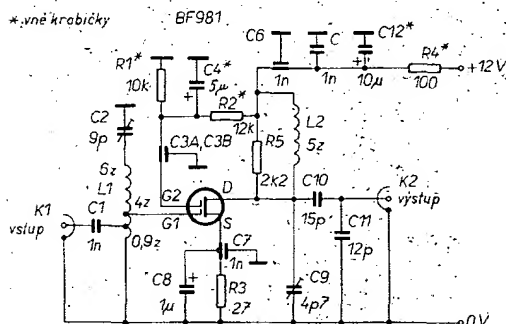 *vně krabičky
BF981
R1*
10k
C4*
5µ
+
R2*
12k
C6
1n
C
1n
C12*
+
10µ
R4*
100
+12V
C2
9p
C3A,C3B
R5
2k2
L2
5z
6z
L1
4z
0,9z
K1
vstup
C1
1n
G2
G1
D
S
C10
15p
K2
výstup
C11
12p
C7
1n
C8
1µ
+
R3
27
C9
4p7
0V